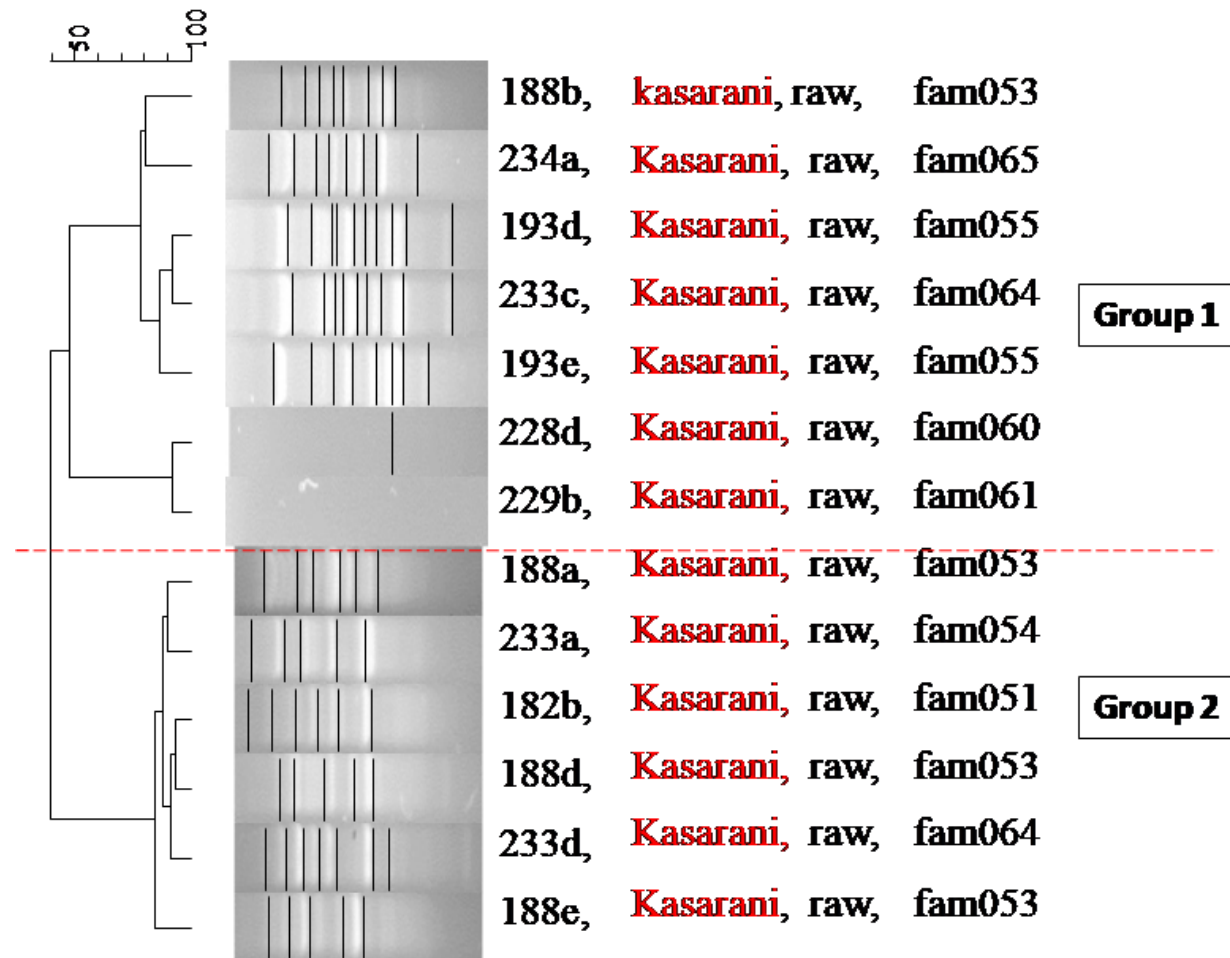 50 100
188b, kasarani, raw, fam053
234a, Kasarani, raw, fam065
193d, Kasarani, raw, fam055
233c, Kasarani, raw, fam064
Group 1
193e, Kasarani, raw, fam055
228d, Kasarani, raw, fam060
229b, Kasarani, raw, fam061
188a, Kasarani, raw, fam053
233a, Kasarani, raw, fam054
182b, Kasarani, raw, fam051
Group 2
188d, Kasarani, raw, fam053
233d, Kasarani, raw, fam064
188e, Kasarani, raw, fam053